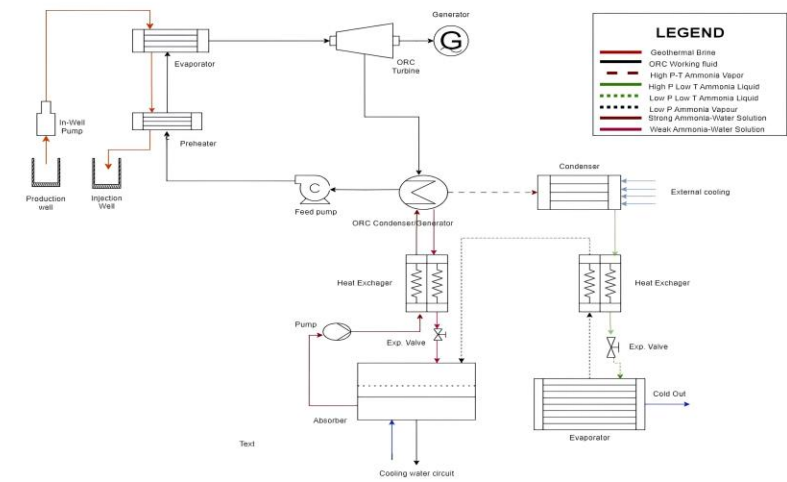 Generator
G
LEGEND
Geothermal Brine
ORC Working fluid
High P-T Ammonia Vapor
High P Low T Ammonia Liquid
Low P Low T Ammonia Liquid
Low P Ammonia Vapour
Strong Ammonia-Water Solution
Weak Ammonia-Water Solution
Evaporator
ORC
Turbine
In-Well
Pump
Preheater
Production
well
Injection
Well
C
Feed pump
ORC Condenser/Generator
Condenser
External cooling
Heat Exchager
Heat Exchager
Pump
Exp. Valve
Exp. Valve
Absorber
Cold Out
Evaporator
Text
Cooling water circuit